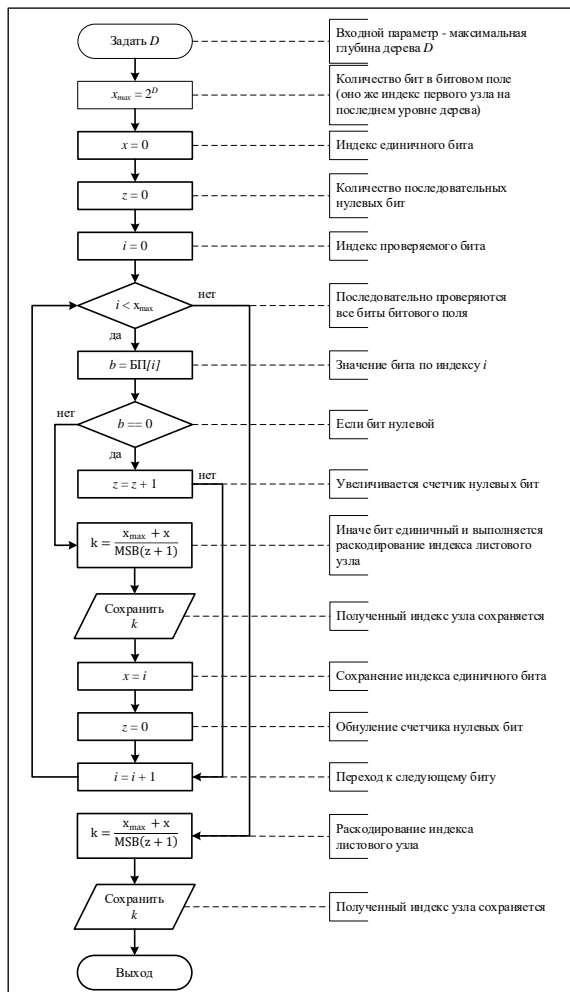 Задать D
Входной параметр - максимальная
глубина дерева D
x_max = 2^D
Количество бит в битовом поле
(оно же индекс первого узла на
последнем уровне дерева)
x = 0
Индекс единичного бита
z = 0
Количество последовательных
нулевых бит
i = 0
Индекс проверяемого бита
i < x_max
нет
Последовательно проверяются
все биты битового поля
да
b = БП[i]
Значение бита по индексу i
нет
b == 0
Если бит нулевой
да
z = z + 1
нет
Увеличивается счетчик нулевых бит
k = (x_max + x) / MSB(z + 1)
Иначе бит единичный и выполняется
раскодирование индекса листового
узла
Сохранить
k
Полученный индекс узла сохраняется
x = i
Сохранение индекса единичного бита
z = 0
Обнуление счетчика нулевых бит
i = i + 1
Переход к следующему биту
k = (x_max + x) / MSB(z + 1)
Раскодирование индекса
листового узла
Сохранить
k
Полученный индекс узла сохраняется
Выход